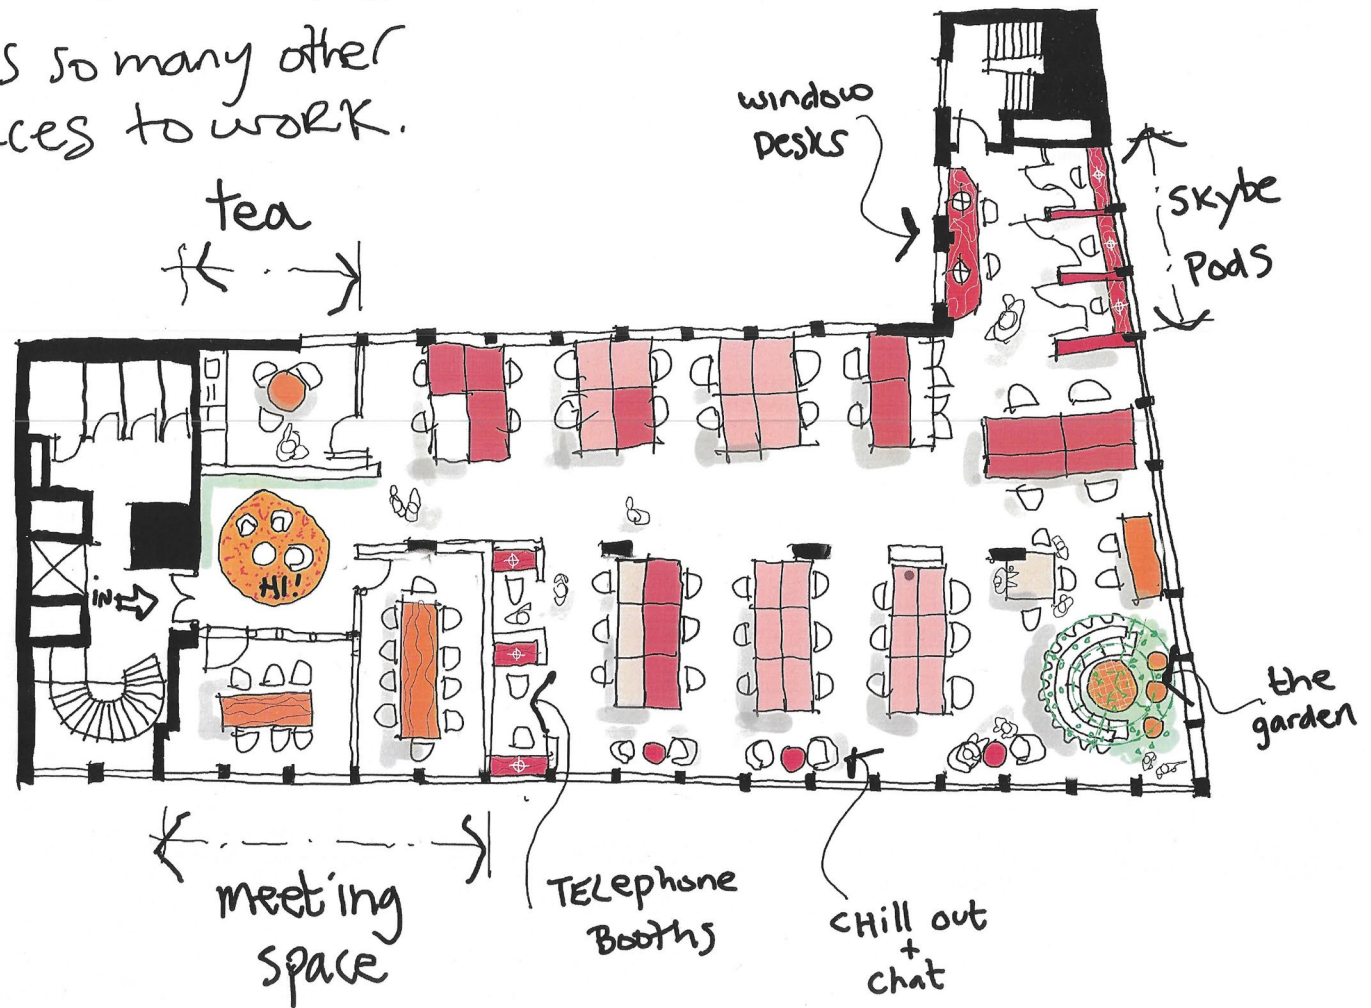 s so many other
ces to work.
tea
window
Desks
Skybe
Pods
HI!
in
the
garden
meeting
space
TELephone
Booths
CHill out
+
chat